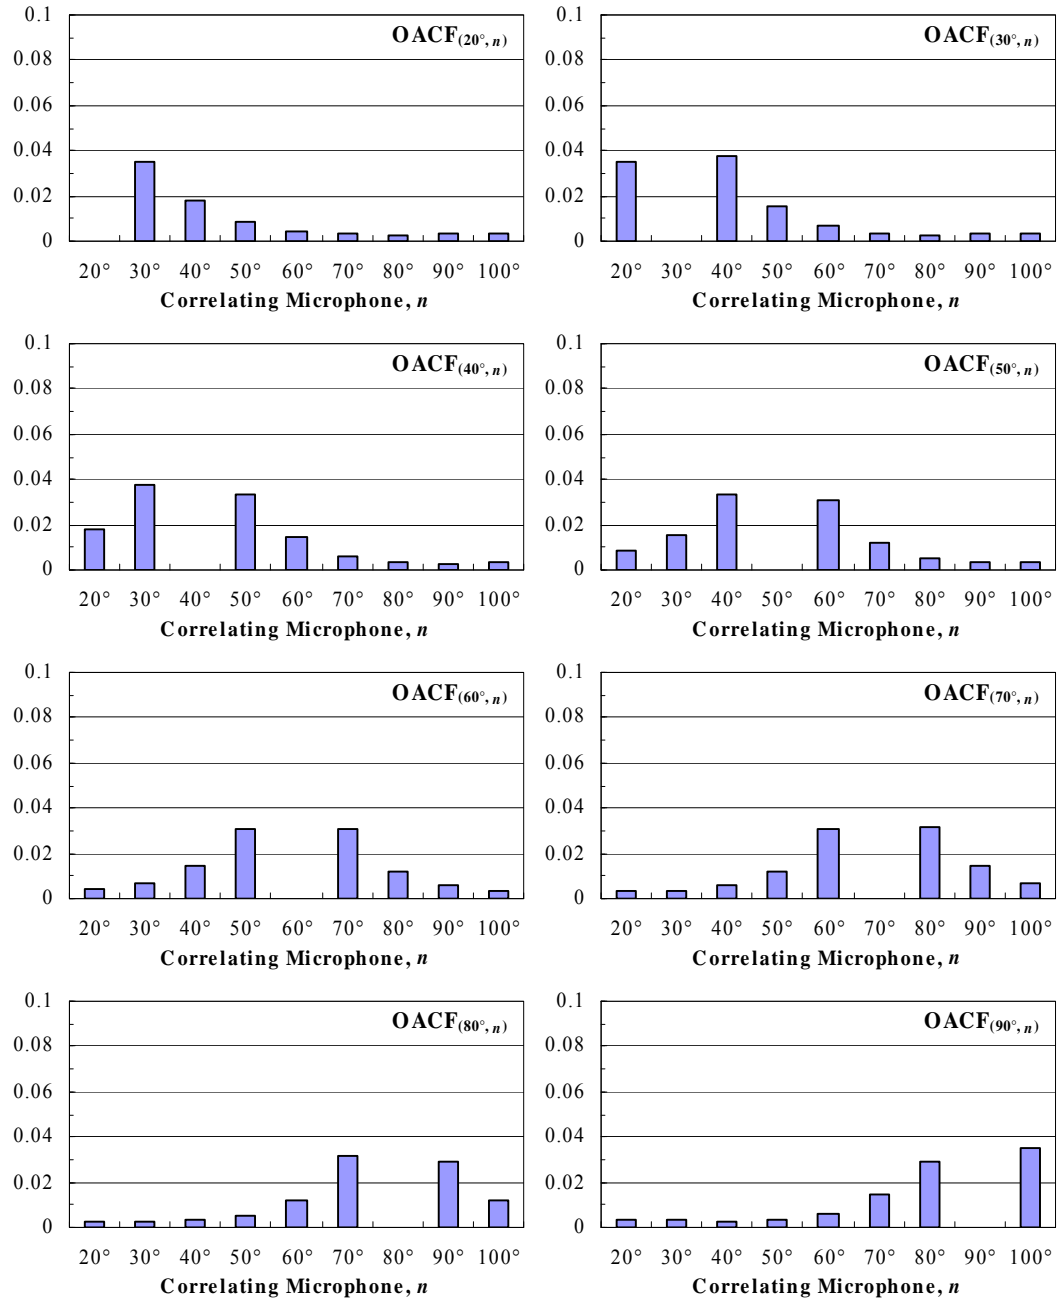 0.1
OACF(20°, n)
0.08
0.06
0.04
0.02
0
20° 30° 40° 50° 60° 70° 80° 90° 100°
Correlating Microphone, n
0.1
OACF(30°, n)
0.08
0.06
0.04
0.02
0
20° 30° 40° 50° 60° 70° 80° 90° 100°
Correlating Microphone, n
0.1
OACF(40°, n)
0.08
0.06
0.04
0.02
0
20° 30° 40° 50° 60° 70° 80° 90° 100°
Correlating Microphone, n
0.1
OACF(50°, n)
0.08
0.06
0.04
0.02
0
20° 30° 40° 50° 60° 70° 80° 90° 100°
Correlating Microphone, n
0.1
OACF(60°, n)
0.08
0.06
0.04
0.02
0
20° 30° 40° 50° 60° 70° 80° 90° 100°
Correlating Microphone, n
0.1
OACF(70°, n)
0.08
0.06
0.04
0.02
0
20° 30° 40° 50° 60° 70° 80° 90° 100°
Correlating Microphone, n
0.1
OACF(80°, n)
0.08
0.06
0.04
0.02
0
20° 30° 40° 50° 60° 70° 80° 90° 100°
Correlating Microphone, n
0.1
OACF(90°, n)
0.08
0.06
0.04
0.02
0
20° 30° 40° 50° 60° 70° 80° 90° 100°
Correlating Microphone, n